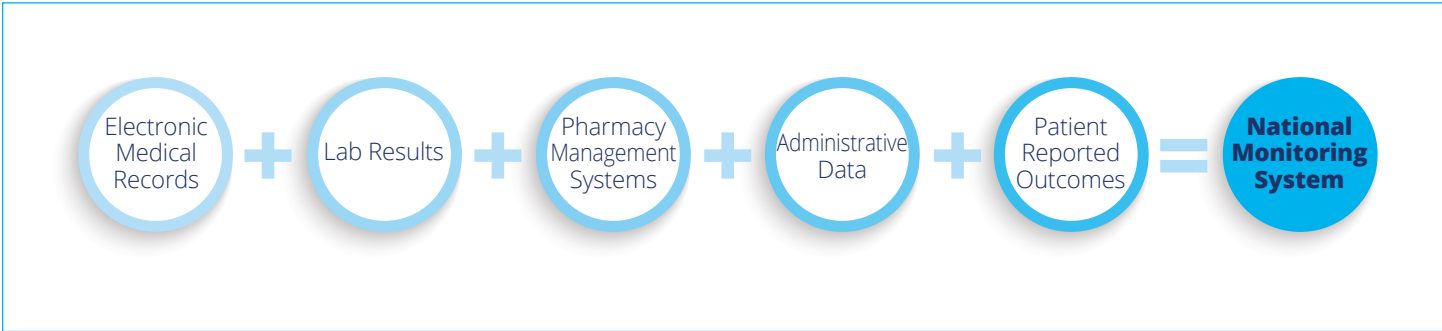 Electronic
Medical
Records
+
Lab Results
+
Pharmacy
Management
Systems
+
Administrative
Data
+
Patient
Reported
Outcomes
=
National
Monitoring
System